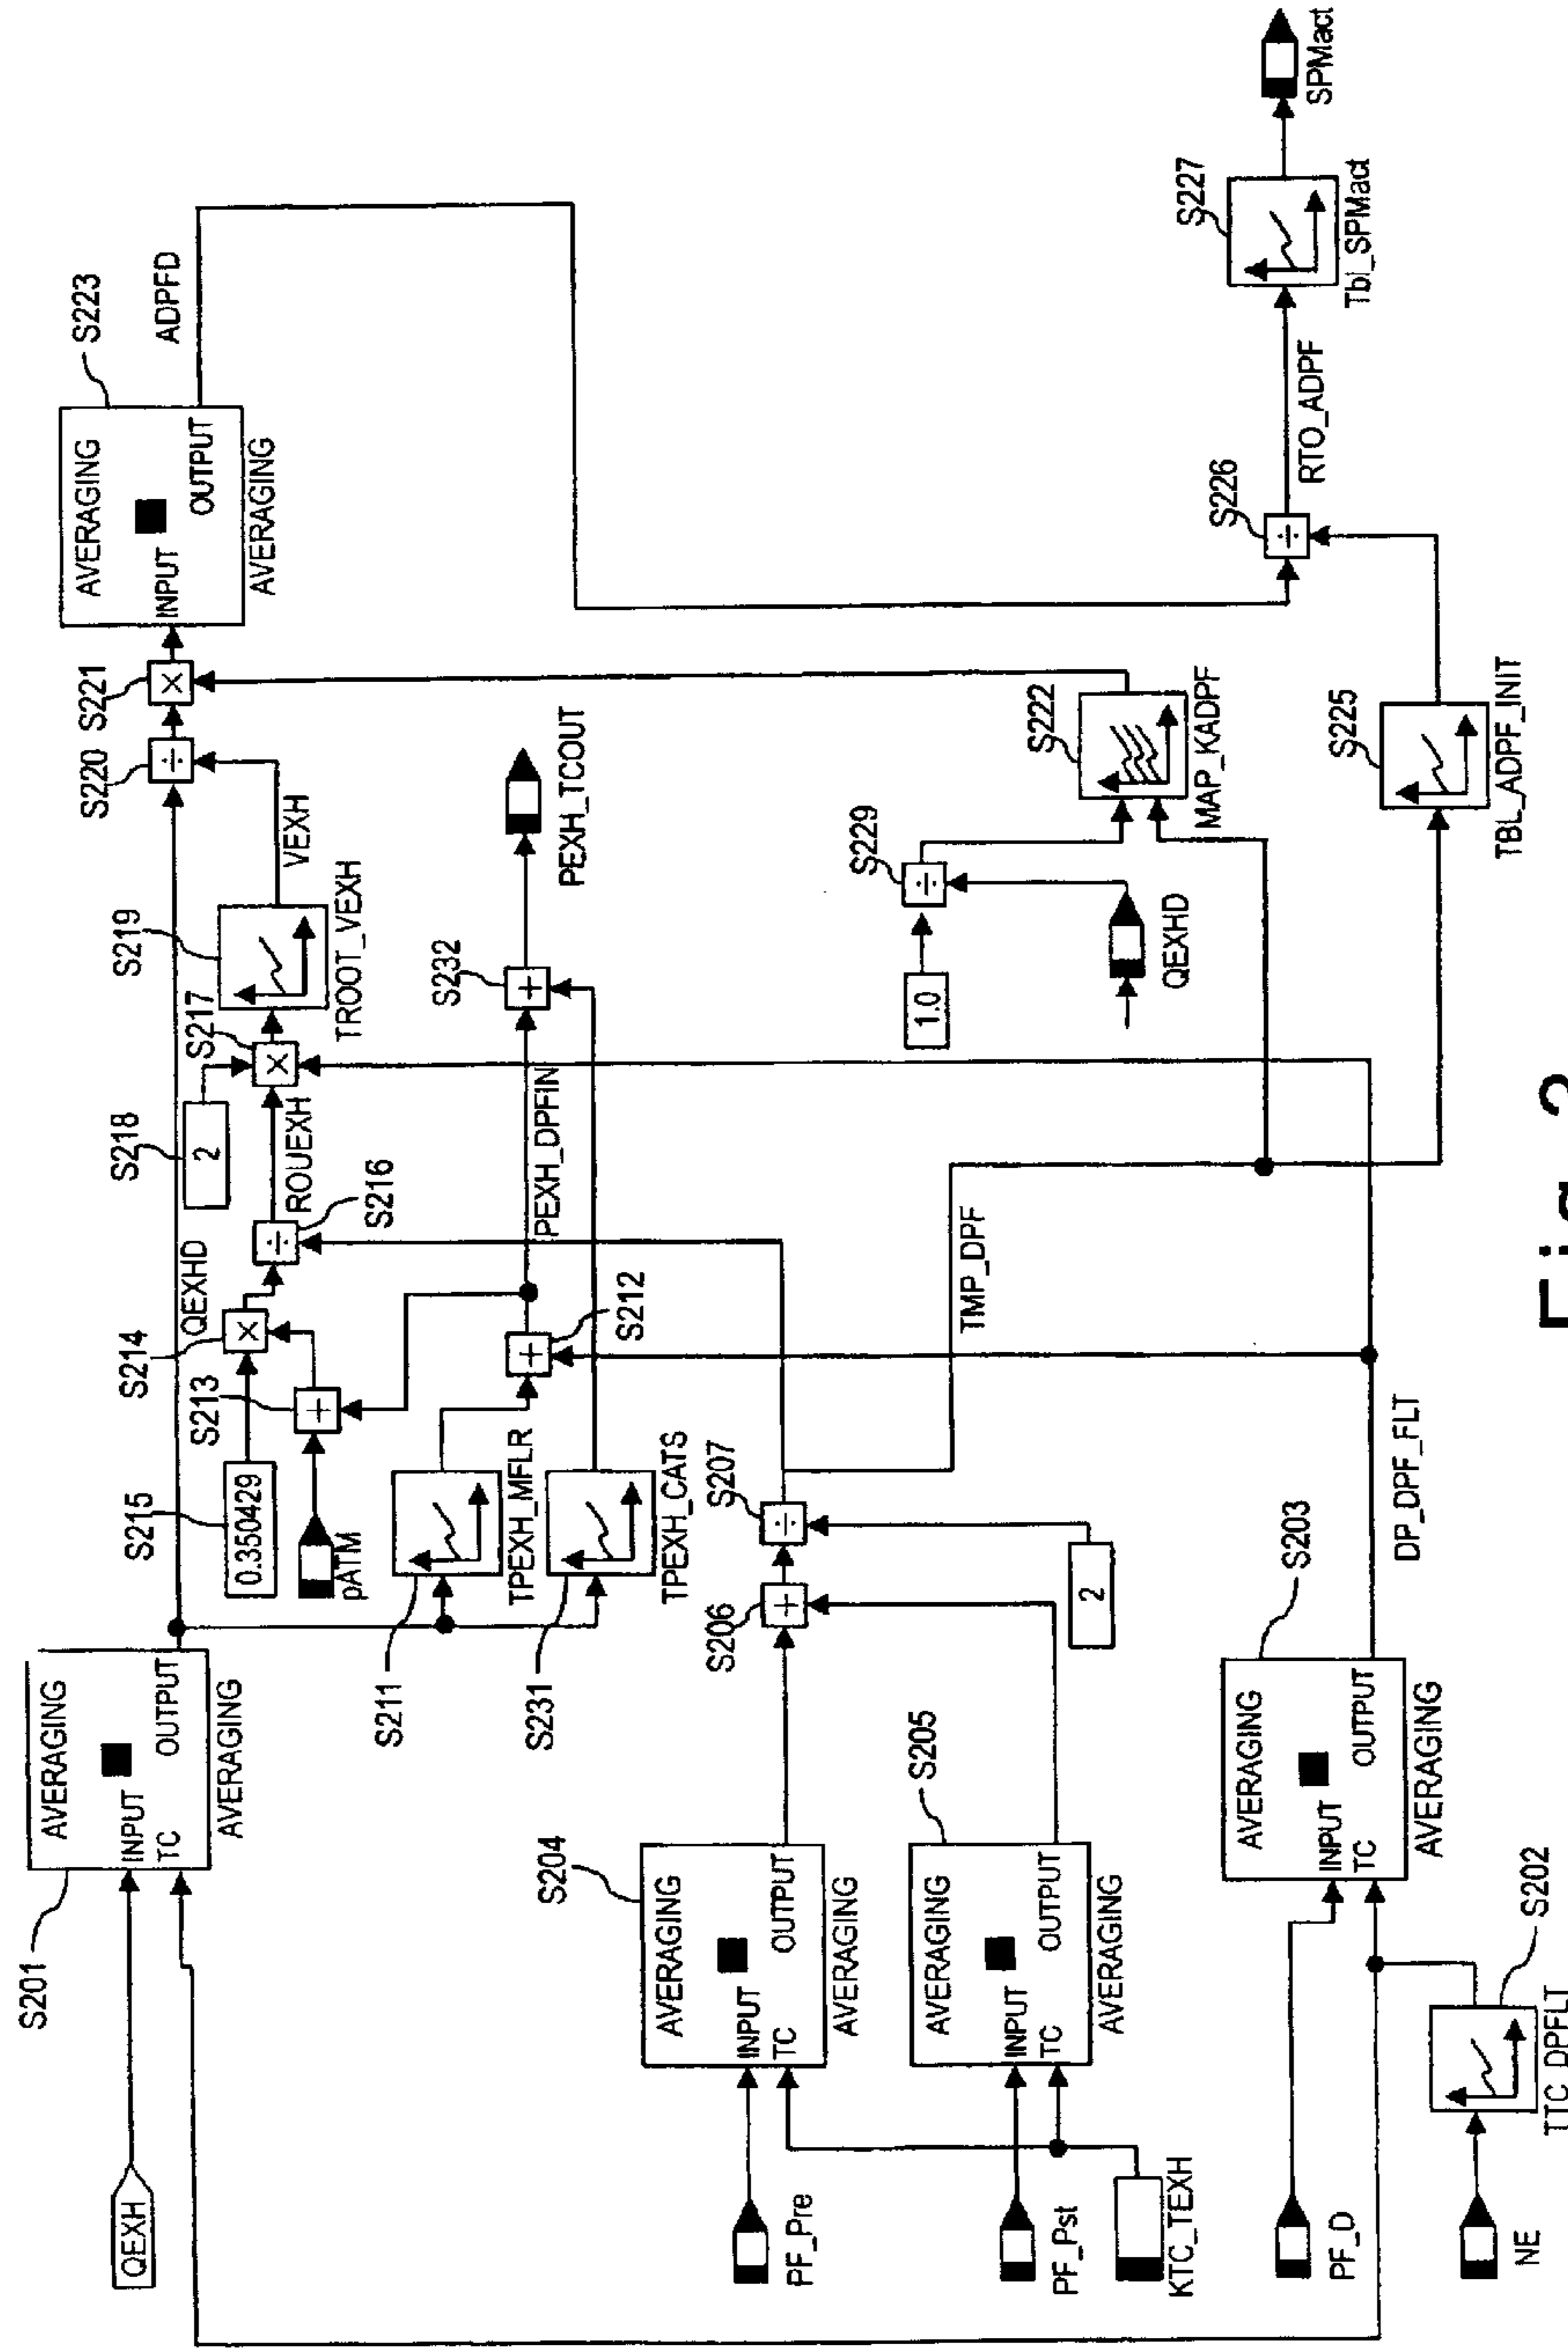 QEXH
S201
AVERAGING
INPUT
TC
OUTPUT
AVERAGING
S215
0.350429
pATM
S213
S214
QEXHD
S216
ROUEXH
S218
2
S217
S219
TROOT_VEXH
VEXH
S220
S221
AVERAGING
INPUT
OUTPUT
AVERAGING
S223
ADPFD
S211
TPEXH_MFLR
S231
TPEXH_CATS
S212
PEXH_DPFIN
S232
PEXH_TCOUT
PF_Pre
S204
AVERAGING
INPUT
TC
OUTPUT
AVERAGING
PF_Pst
KTC_TEXH
S205
AVERAGING
INPUT
TC
OUTPUT
AVERAGING
S206
S207
2
TMP_DPF
1.0
S229
QEXHD
S222
MAP_KADPF
PF_D
NE
S202
TTC_DPFLT
S203
AVERAGING
INPUT
TC
OUTPUT
AVERAGING
DP_DPF_FLT
S225
TBL_ADPF_INIT
S226
RTO_ADPF
S227
Tbl_SPMact
SPMact